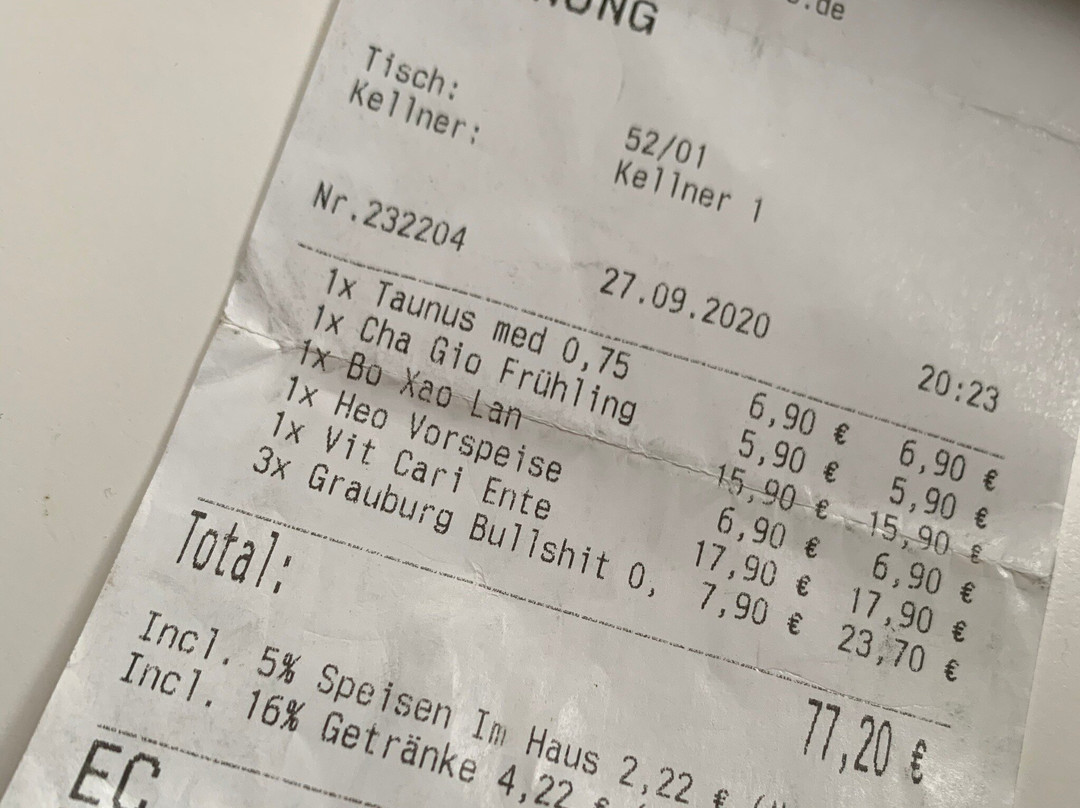 .de
Tisch: 52/01
Kellner: Kellner 1
Nr.232204 27.09.2020 20:23
1x Taunus med 0,75 6,90 € 6,90 €
1x Cha Gio Frühling 5,90 € 5,90 €
1x Bo Xao Lan 15,90 € 15,90 €
1x Heo Vorspeise 6,90 € 6,90 €
1x Vit Cari Ente 17,90 € 17,90 €
3x Grauburg Bullshit 0, 7,90 € 23,70 €
Total: 77,20 €
Incl. 5% Speisen Im Haus 2,22 €
Incl. 16% Getränke 4,22 €
EC